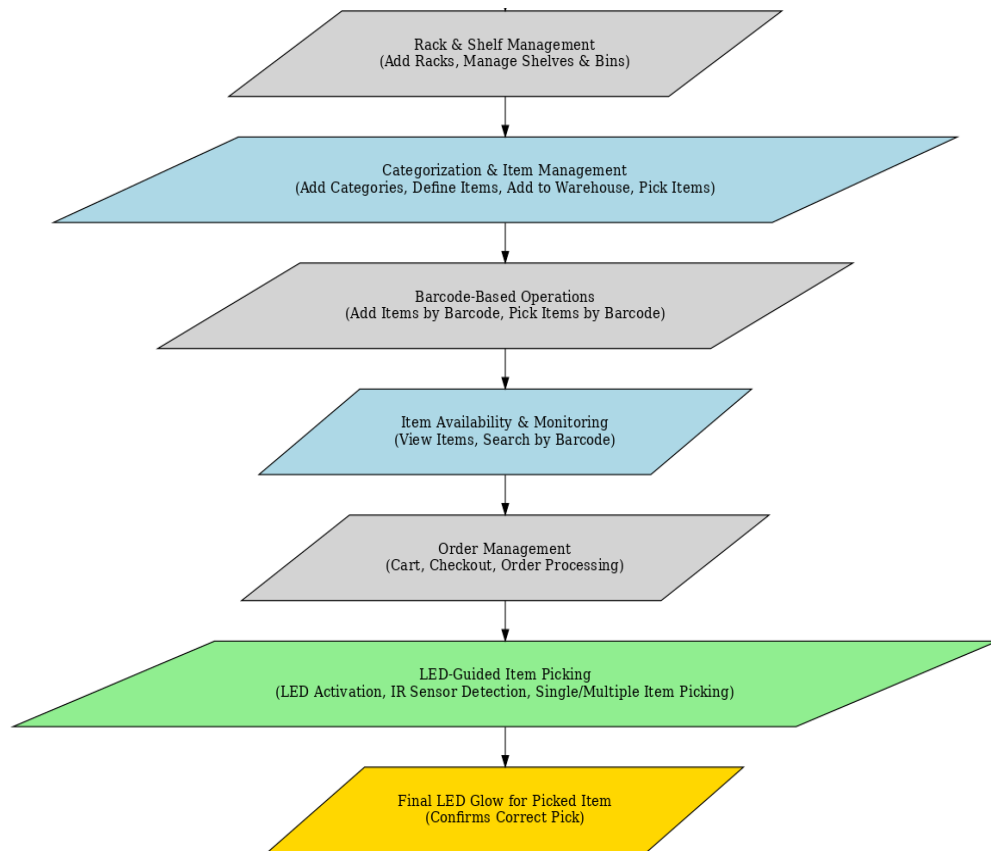 Rack & Shelf Management
(Add Racks, Manage Shelves & Bins)
Categorization & Item Management
(Add Categories, Define Items, Add to Warehouse, Pick Items)
Barcode-Based Operations
(Add Items by Barcode, Pick Items by Barcode)
Item Availability & Monitoring
(View Items, Search by Barcode)
Order Management
(Cart, Checkout, Order Processing)
LED-Guided Item Picking
(LED Activation, IR Sensor Detection, Single/Multiple Item Picking)
Final LED Glow for Picked Item
(Confirms Correct Pick)